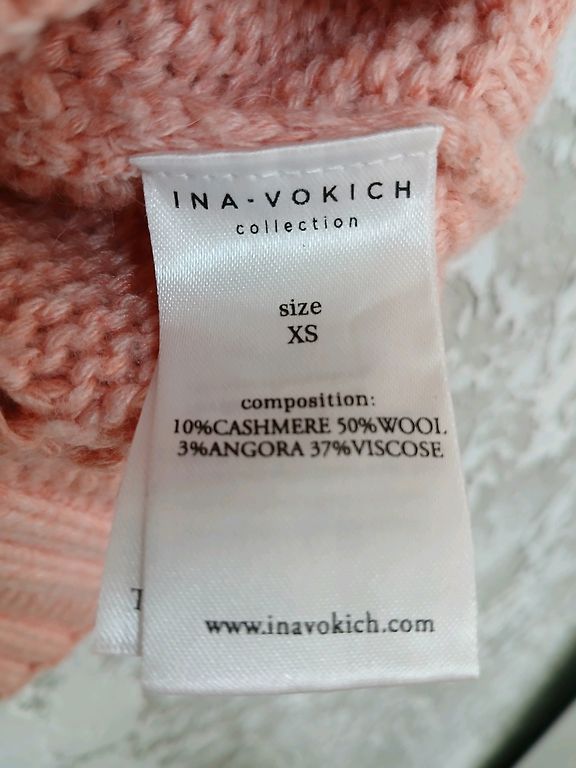 INA-VOKICH
collection
size
XS
composition:
10%CASHMERE 50%WOOL
3%ANGORA 37%VISCOSE
www.inavokich.com